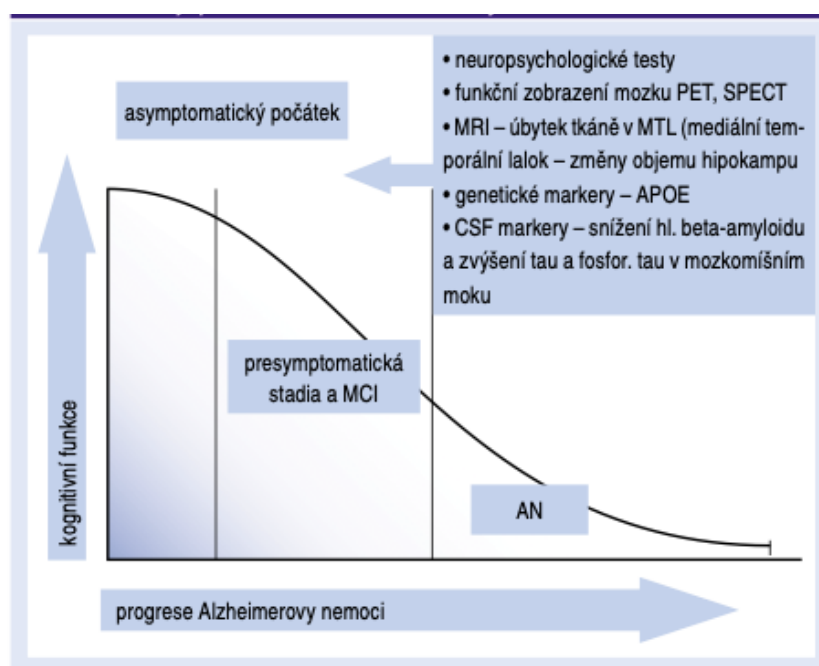 asymptomatický počátek
• neuropsychologické testy
• funkční zobrazení mozku PET, SPECT
• MRI – úbytek tkáně v MTL (mediální tem-
porální lalok – změny objemu hipokampu
• genetické markery – APOE
• CSF markery – snížení hl. beta-amyloidu
a zvýšení tau a fosfor. tau v mozkomíšním
moku
kognitivní funkce
presymptomatická
stadia a MCI
AN
progrese Alzheimerovy nemoci